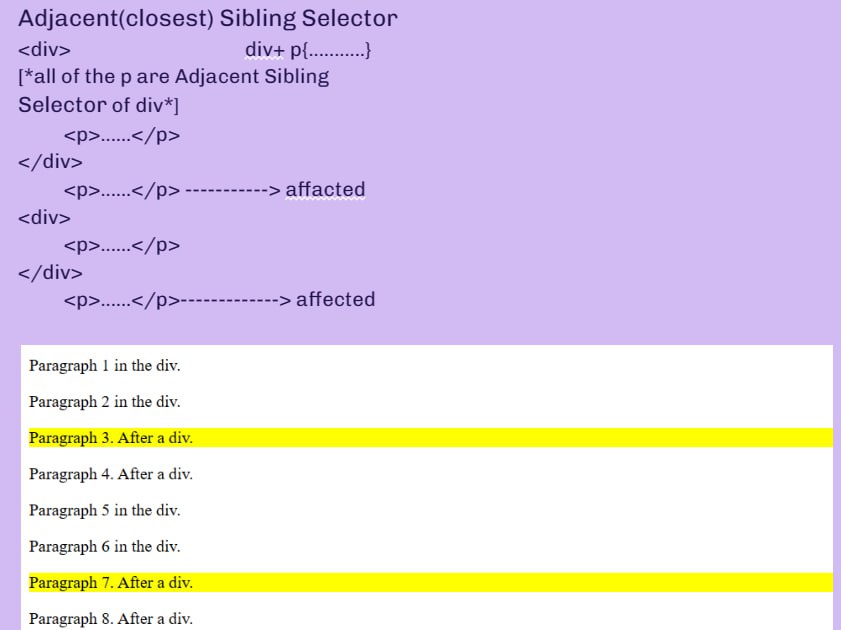 Adjacent(closest) Sibling Selector
<div> div+ p{...........}
[*all of the p are Adjacent Sibling
Selector of div*]
<p>......</p>
</div>
<p>......</p> -----------> affacted
<div>
<p>......</p>
</div>
<p>......</p>-------------> affected
Paragraph 1 in the div.
Paragraph 2 in the div.
Paragraph 3. After a div.
Paragraph 4. After a div.
Paragraph 5 in the div.
Paragraph 6 in the div.
Paragraph 7. After a div.
Paragraph 8. After a div.